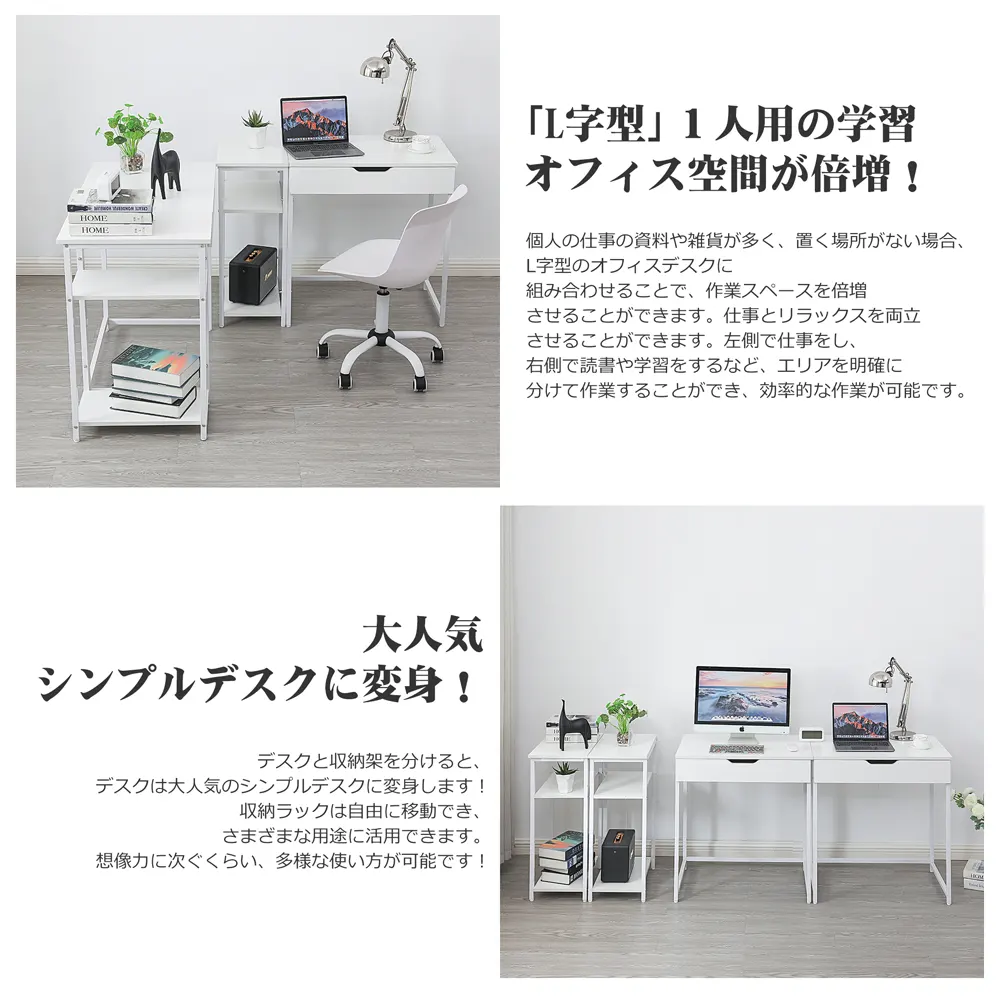 「L字型」1人用の学習
オフィス空間が倍増！
個人の仕事の資料や雑貨が多く、置く場所がない場合、
L字型のオフィスデスクに
組み合わせることで、作業スペースを倍増
させることができます。仕事とリラックスを両立
させることができます。左側で仕事をし、
右側で読書や学習をするなど、エリアを明確に
分けて作業することができ、効率的な作業が可能です。
HOME
HOME
大人気
シンプルデスクに変身！
デスクと収納架を分けると、
デスクは大人気のシンプルデスクに変身します！
収納ラックは自由に移動でき、
さまざまな用途に活用できます。
想像力に次ぐくらい、多様な使い方が可能です！
HOME